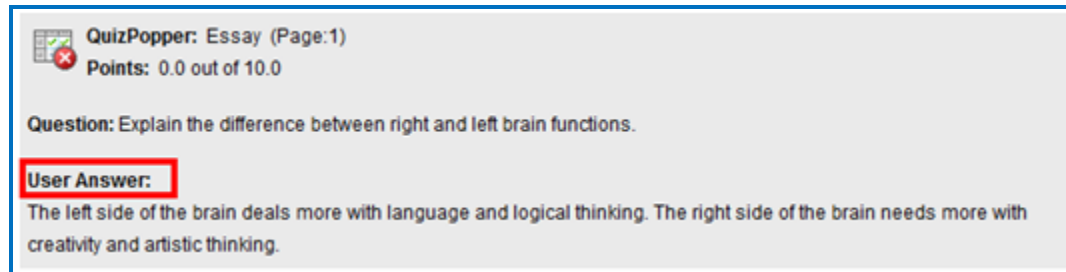 QuizPopper: Essay (Page:1)
Points: 0.0 out of 10.0
Question: Explain the difference between right and left brain functions.
User Answer:
The left side of the brain deals more with language and logical thinking. The right side of the brain needs more with
creativity and artistic thinking.